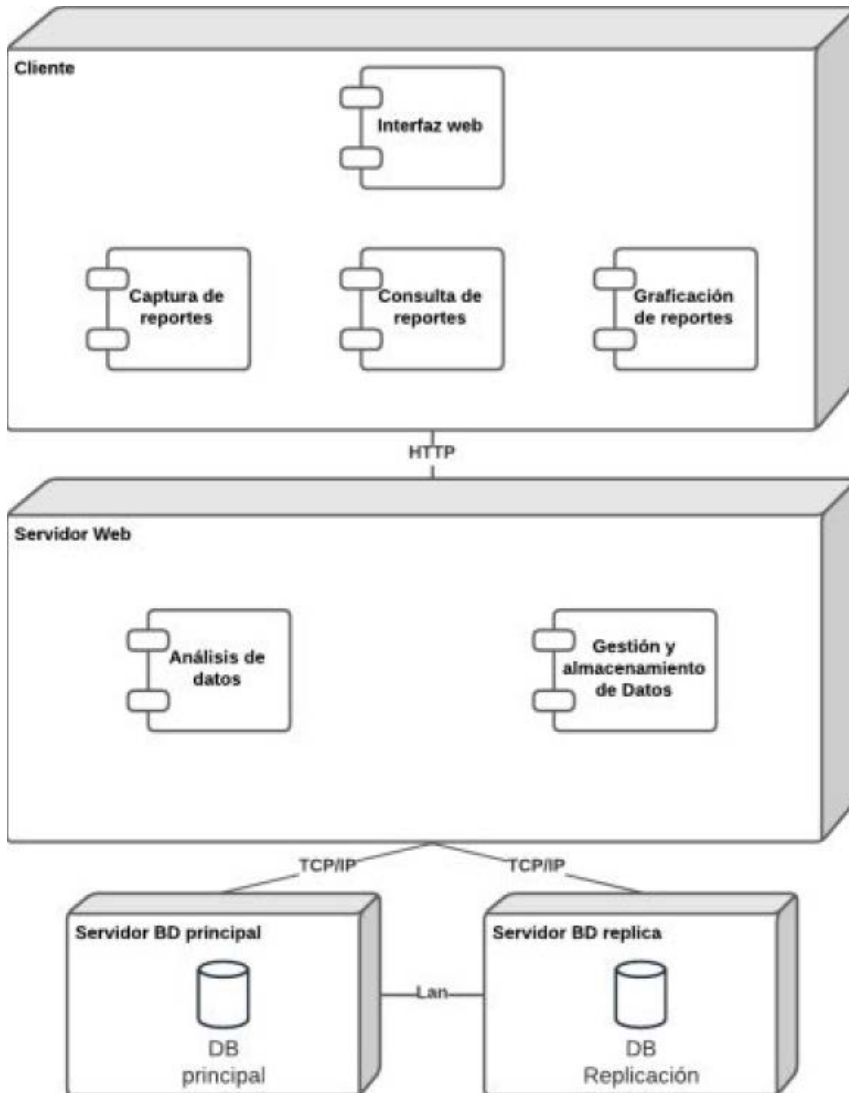 Cliente
Interfaz web
Captura de
reportes
Consulta de
reportes
Graficación
de reportes
HTTP
Servidor Web
Análisis de
datos
Gestión y
almacenamiento
de Datos
TCP/IP
TCP/IP
Servidor BD principal
Servidor BD replica
Lan
DB
principal
DB
Replicación